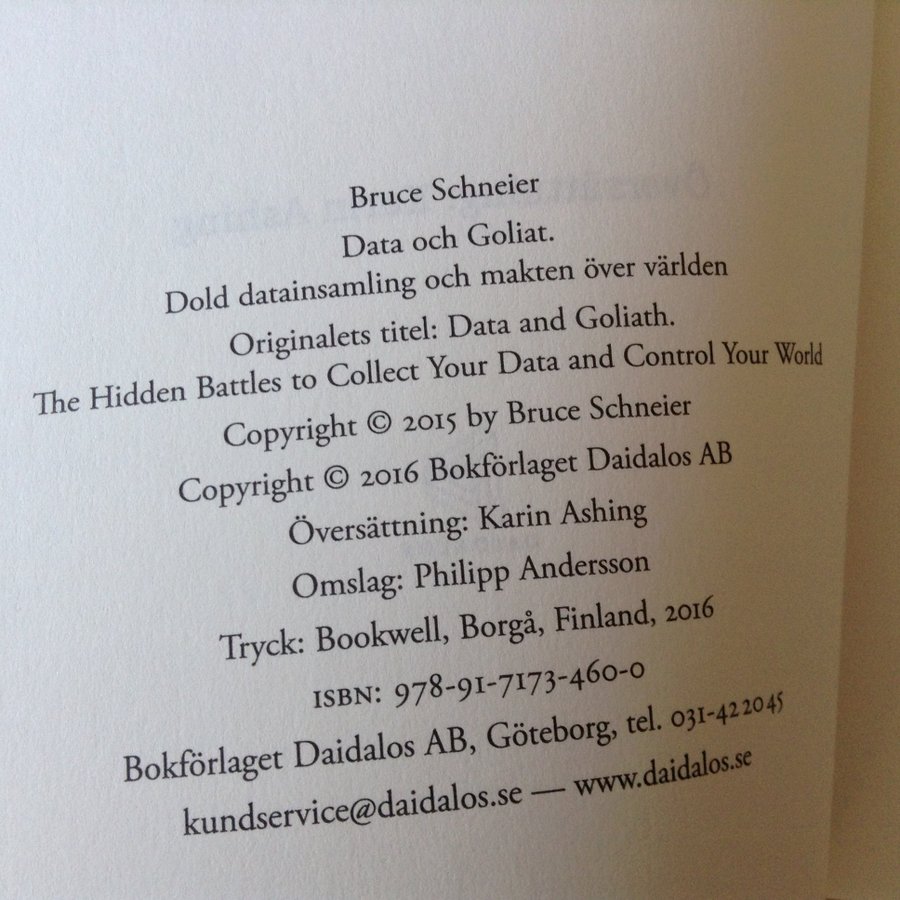 Bruce Schneier
Data och Goliat.
Dold datainsamling och makten över världen
Originalets titel: Data and Goliath.
The Hidden Battles to Collect Your Data and Control Your World
Copyright © 2015 by Bruce Schneier
Copyright © 2016 Bokförlaget Daidalos AB
Översättning: Karin Ashing
Omslag: Philipp Andersson
Tryck: Bookwell, Borgå, Finland, 2016
ISBN: 978-91-7173-460-0
Bokförlaget Daidalos AB, Göteborg, tel. 031-422045
kundservice@daidalos.se — www.daidalos.se